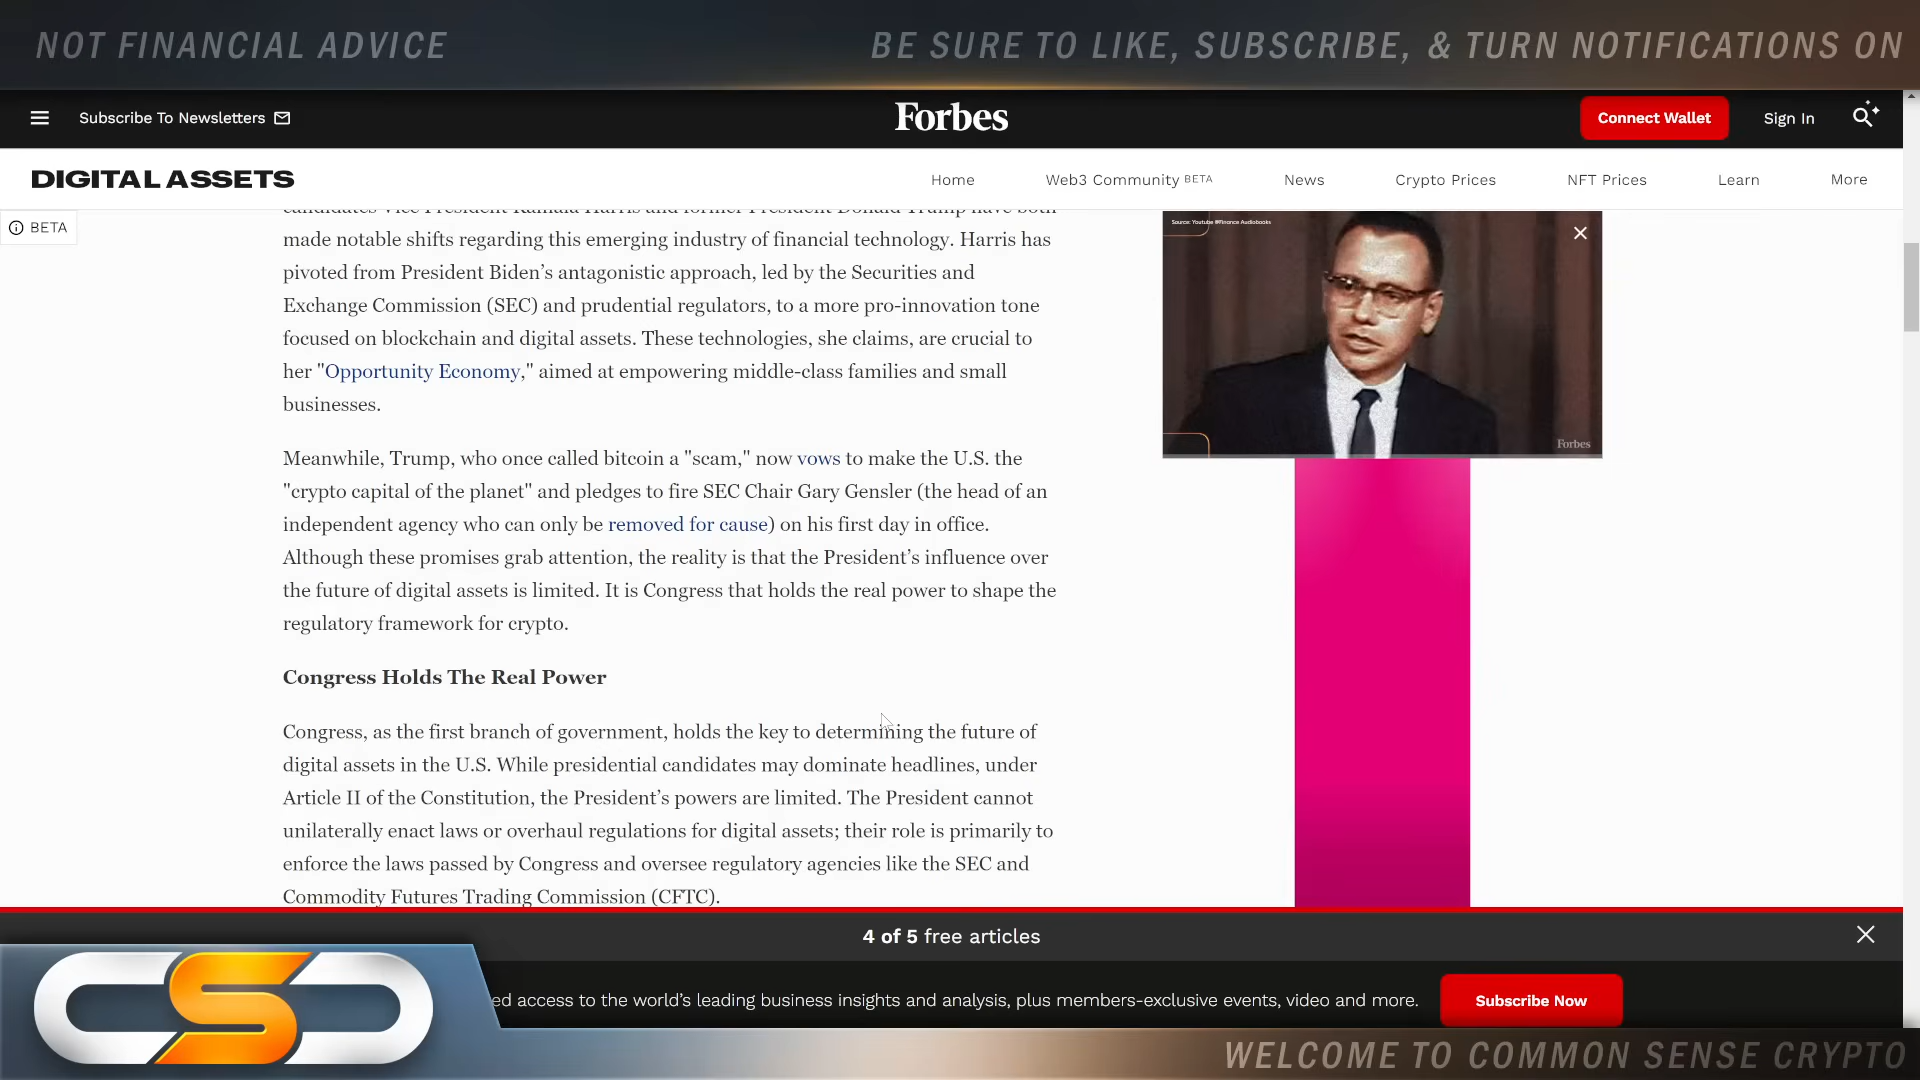 NOT FINANCIAL ADVICE
BE SURE TO LIKE, SUBSCRIBE, & TURN NOTIFICATIONS ON
Subscribe To Newsletters
Forbes
Connect Wallet
Sign In
DIGITAL ASSETS
Home
Web3 Community BETA
News
Crypto Prices
NFT Prices
Learn
More
BETA
candidates Vice President Kamala Harris and former President Donald Trump have both
made notable shifts regarding this emerging industry of financial technology. Harris has
pivoted from President Biden’s antagonistic approach, led by the Securities and
Exchange Commission (SEC) and prudential regulators, to a more pro-innovation tone
focused on blockchain and digital assets. These technologies, she claims, are crucial to
her "Opportunity Economy," aimed at empowering middle-class families and small
businesses.
Meanwhile, Trump, who once called bitcoin a "scam," now vows to make the U.S. the
"crypto capital of the planet" and pledges to fire SEC Chair Gary Gensler (the head of an
independent agency who can only be removed for cause) on his first day in office.
Although these promises grab attention, the reality is that the President’s influence over
the future of digital assets is limited. It is Congress that holds the real power to shape the
regulatory framework for crypto.
Congress Holds The Real Power
Congress, as the first branch of government, holds the key to determining the future of
digital assets in the U.S. While presidential candidates may dominate headlines, under
Article II of the Constitution, the President’s powers are limited. The President cannot
unilaterally enact laws or overhaul regulations for digital assets; their role is primarily to
enforce the laws passed by Congress and oversee regulatory agencies like the SEC and
Commodity Futures Trading Commission (CFTC).
Source: Youtube @Finance Audiobooks
Forbes
4 of 5 free articles
ed access to the world’s leading business insights and analysis, plus members-exclusive events, video and more.
Subscribe Now
CSC
WELCOME TO COMMON SENSE CRYPTO